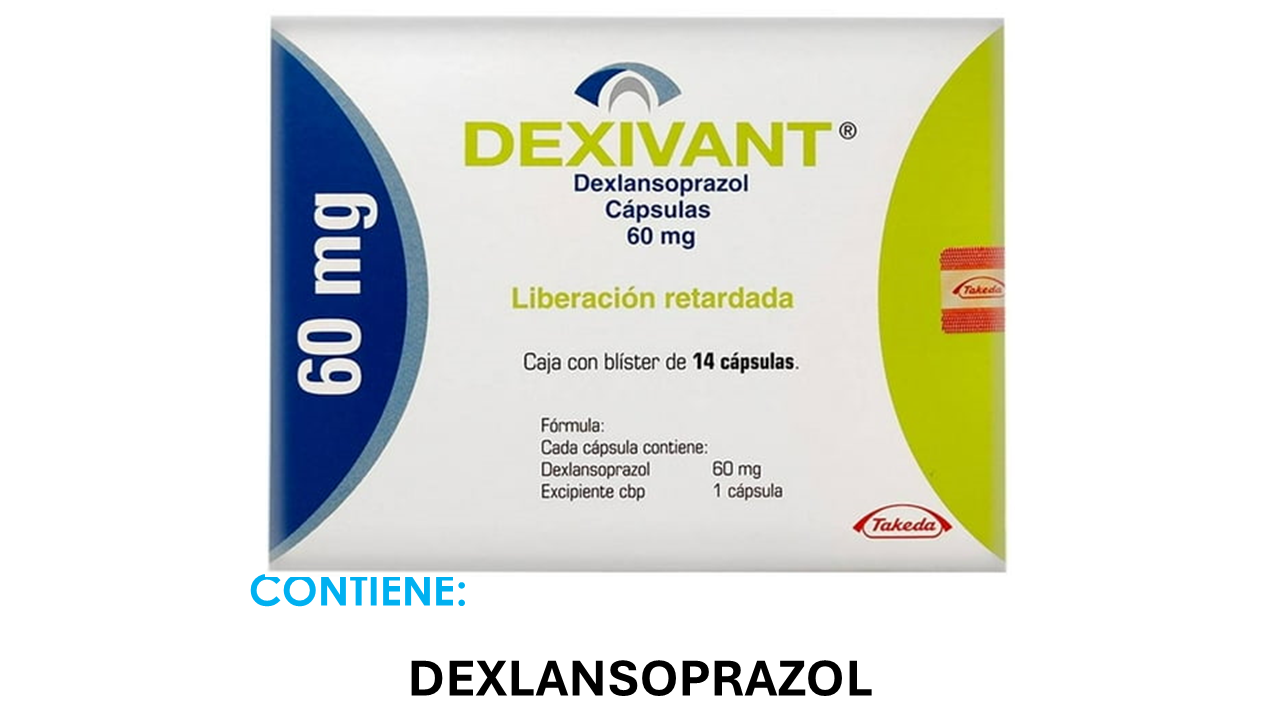 DEXIVANT®
Dexlansoprazol
Cápsulas
60 mg
60 mg
Liberación retardada
Takeda
Caja con blíster de 14 cápsulas.
Fórmula:
Cada cápsula contiene:
Dexlansoprazol 60 mg
Excipiente cbp 1 cápsula
Takeda
CONTIENE:
DEXLANSOPRAZOL